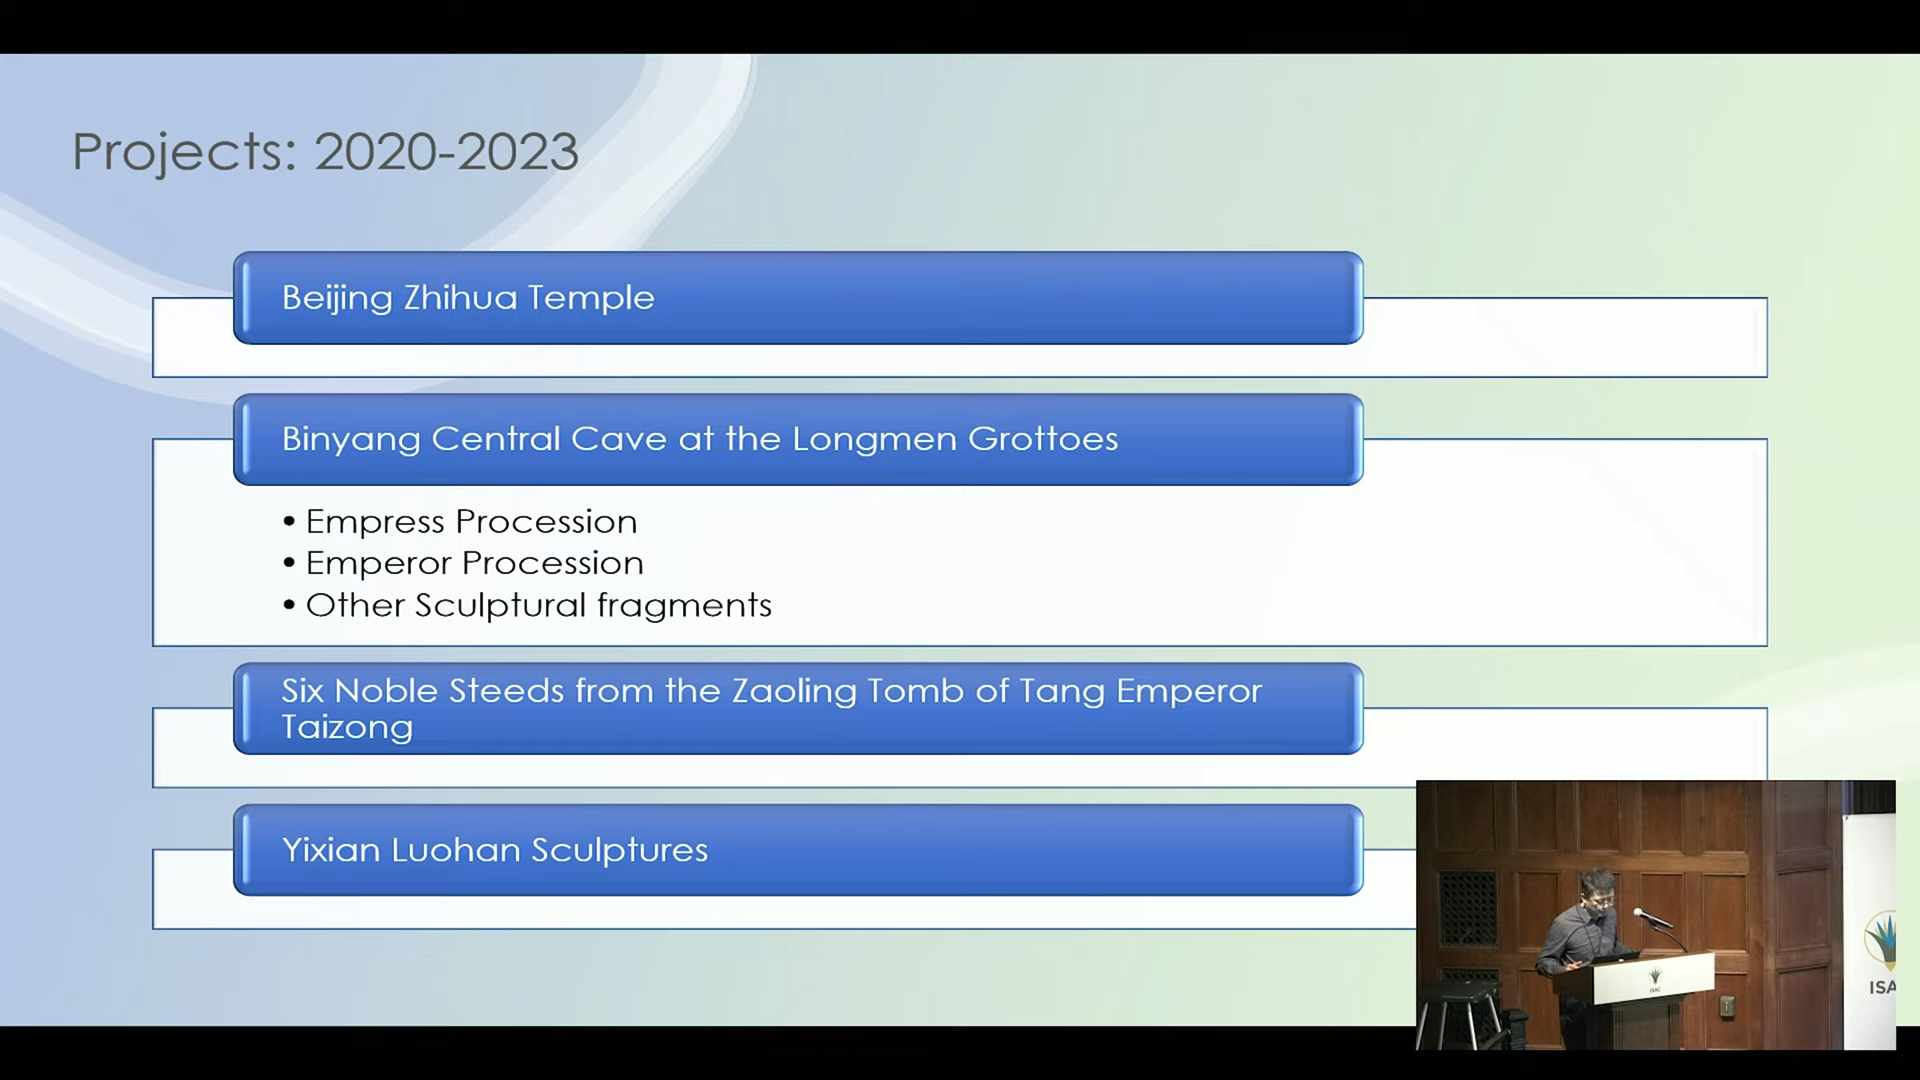 Projects: 2020-2023
Beijing Zhihua Temple
Binyang Central Cave at the Longmen Grottoes
• Empress Procession
• Emperor Procession
• Other Sculptural fragments
Six Noble Steeds from the Zaoling Tomb of Tang Emperor
Taizong
Yixian Luohan Sculptures
ISAC
ISA